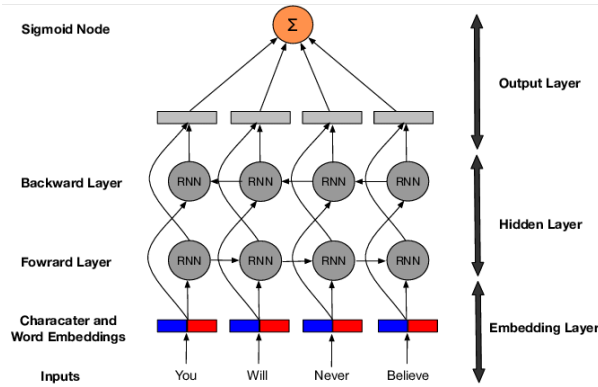 Sigmoid Node
Σ
Output Layer
Backward Layer
RNN RNN RNN RNN
Hidden Layer
Fowrard Layer
RNN RNN RNN RNN
Characater and
Word Embeddings
Embedding Layer
Inputs
You Will Never Believe